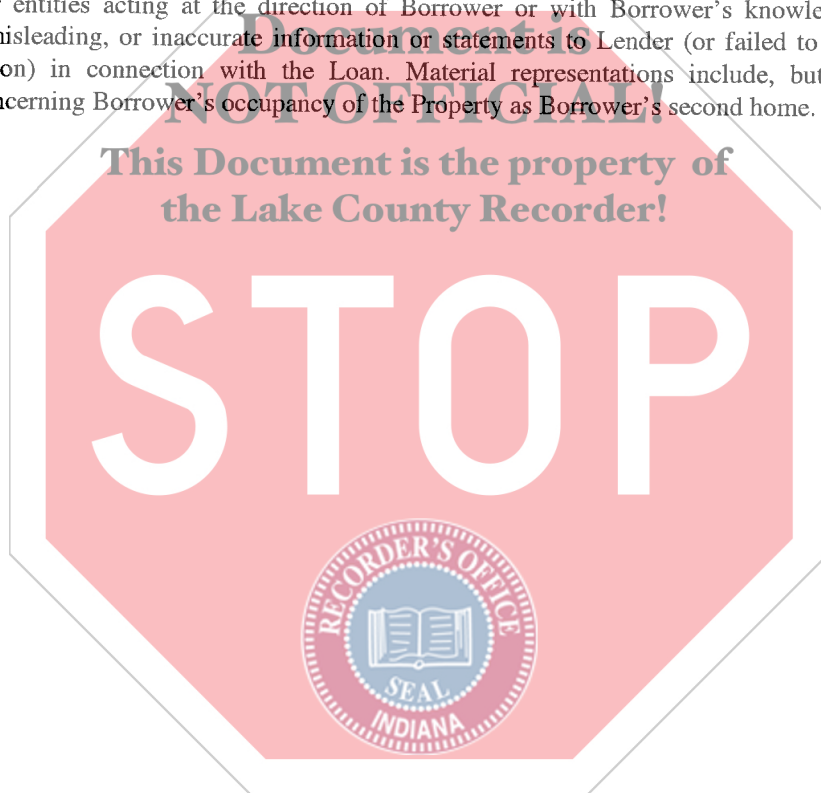 entities acting at the direction of Borrower or with Borrower's
misleading, or inaccurate information or statements to Lender (or failed to
in connection with the Loan. Material representations include, but
Borrower's occupancy of the Property as Borrower's second home.
Document is
NOT OFFICIAL!
This Document is the property of
the Lake County Recorder!
STOP
RECORDER'S OFFICE
SEAL
INDIANA